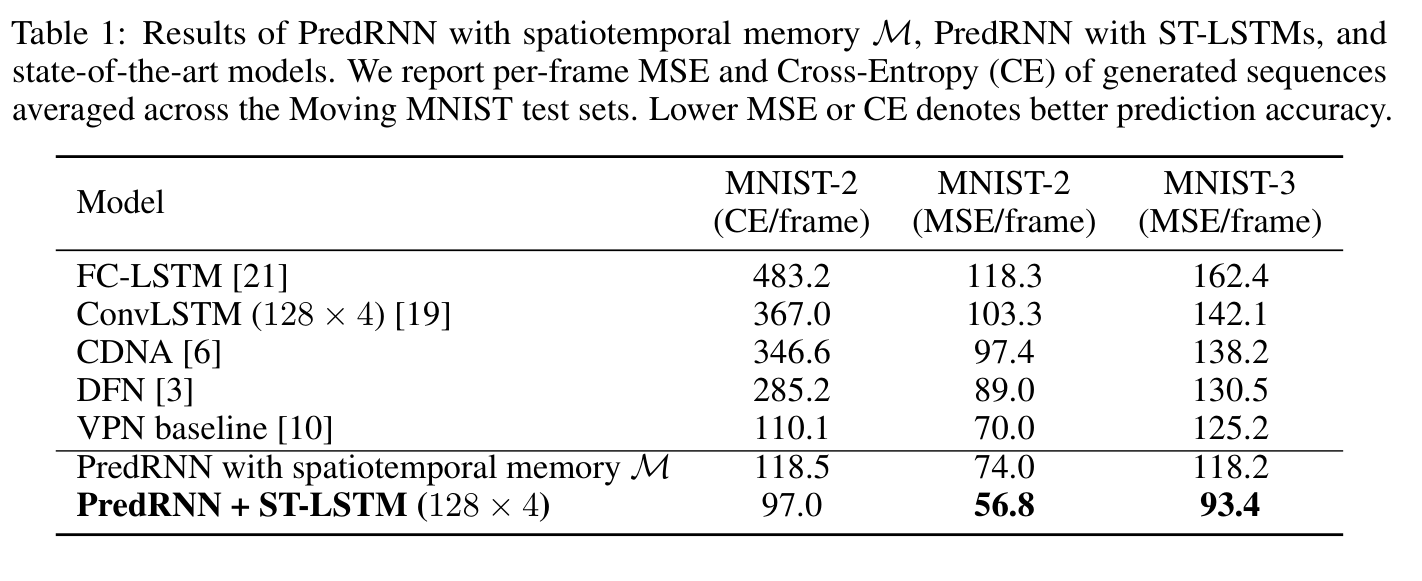 Table 1: Results of PredRNN with spatiotemporal memory ℳ, PredRNN with ST-LSTMs, and
state-of-the-art models. We report per-frame MSE and Cross-Entropy (CE) of generated sequences
averaged across the Moving MNIST test sets. Lower MSE or CE denotes better prediction accuracy.
Model MNIST-2 MNIST-2 MNIST-3
(CE/frame) (MSE/frame) (MSE/frame)
FC-LSTM [21] 483.2 118.3 162.4
ConvLSTM (128 × 4) [19] 367.0 103.3 142.1
CDNA [6] 346.6 97.4 138.2
DFN [3] 285.2 89.0 130.5
VPN baseline [10] 110.1 70.0 125.2
PredRNN with spatiotemporal memory ℳ 118.5 74.0 118.2
PredRNN + ST-LSTM (128 × 4) 97.0 56.8 93.4